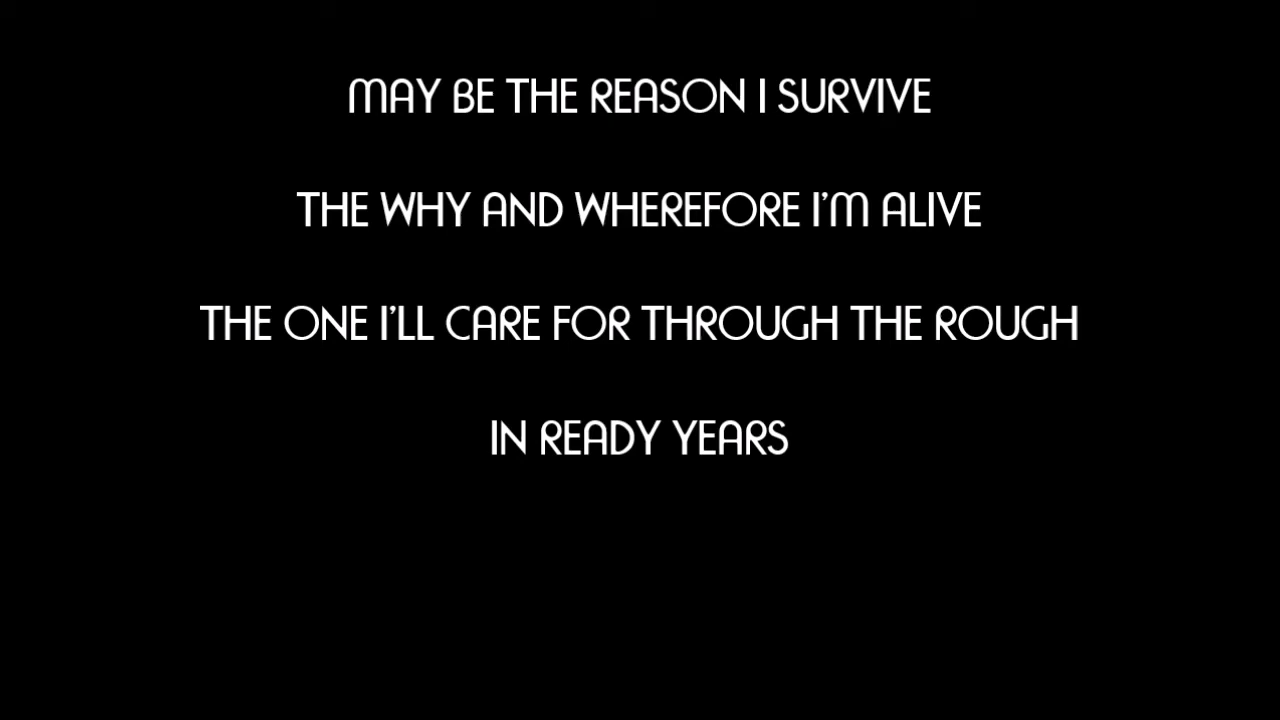 MAY BE THE REASON I SURVIVE
THE WHY AND WHEREFORE I'M ALIVE
THE ONE I'LL CARE FOR THROUGH THE ROUGH
IN READY YEARS